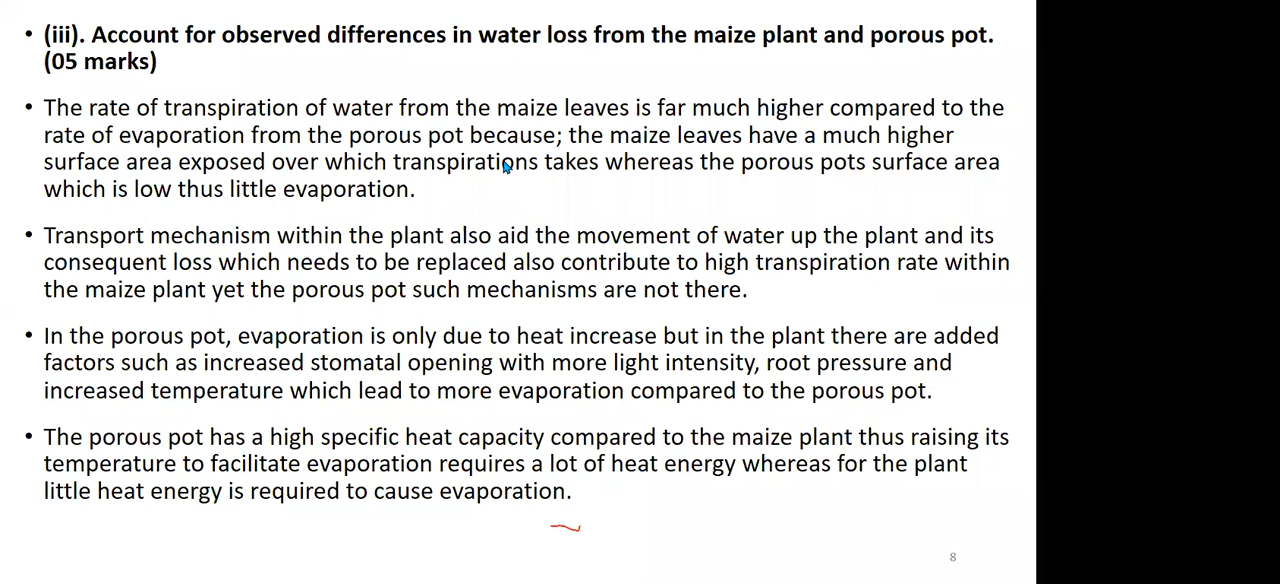 • (iii). Account for observed differences in water loss from the maize plant and porous pot.
(05 marks)
• The rate of transpiration of water from the maize leaves is far much higher compared to the
rate of evaporation from the porous pot because; the maize leaves have a much higher
surface area exposed over which transpirations takes whereas the porous pots surface area
which is low thus little evaporation.
• Transport mechanism within the plant also aid the movement of water up the plant and its
consequent loss which needs to be replaced also contribute to high transpiration rate within
the maize plant yet the porous pot such mechanisms are not there.
• In the porous pot, evaporation is only due to heat increase but in the plant there are added
factors such as increased stomatal opening with more light intensity, root pressure and
increased temperature which lead to more evaporation compared to the porous pot.
• The porous pot has a high specific heat capacity compared to the maize plant thus raising its
temperature to facilitate evaporation requires a lot of heat energy whereas for the plant
little heat energy is required to cause evaporation.
8